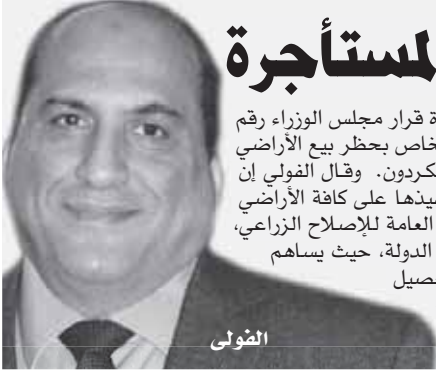 لمستأجرة
ة قرار مجلس الوزراء رقم
خاص بحظر بيع الأراضي
كردون. وقال الفولي إن
يذها على كافة الأراضي
العامة للإصلاح الزراعي،
الدولة، حيث يساهم
صيل
الفولى